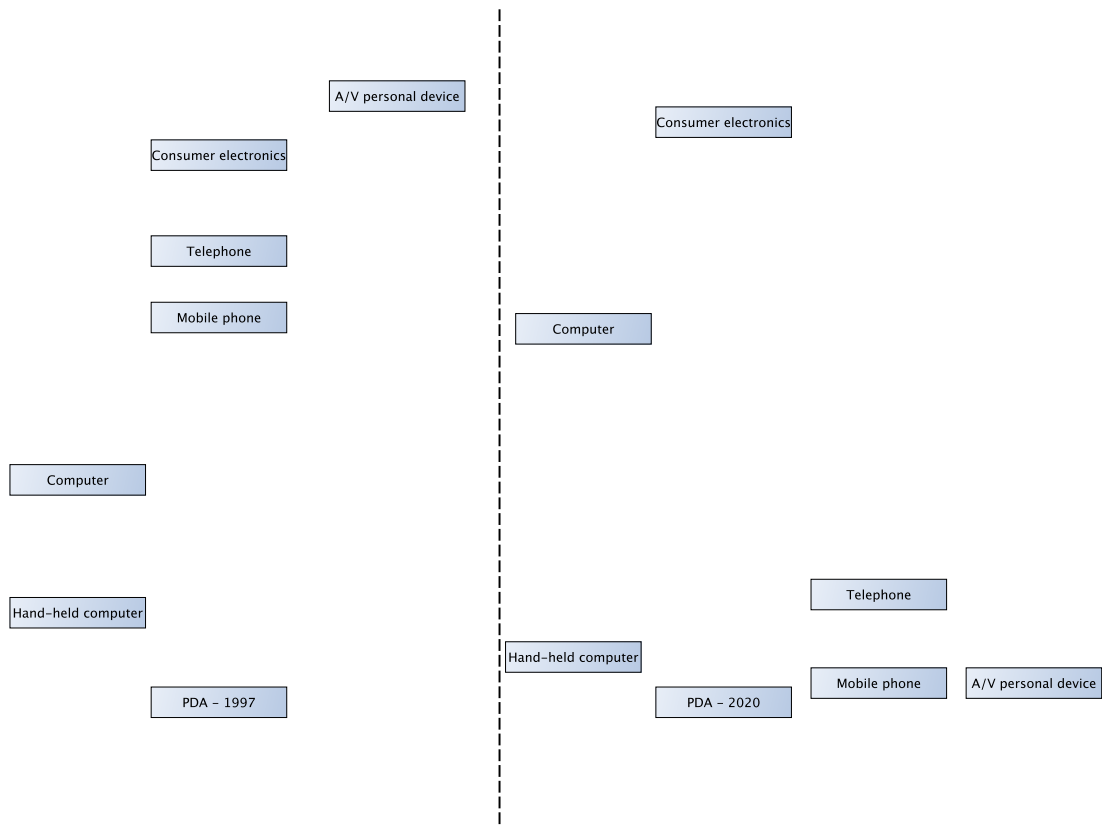 A/V personal device
Consumer electronics
Telephone
Mobile phone
Computer
Hand-held computer
PDA - 1997
Consumer electronics
Computer
Telephone
Hand-held computer
Mobile phone
A/V personal device
PDA - 2020